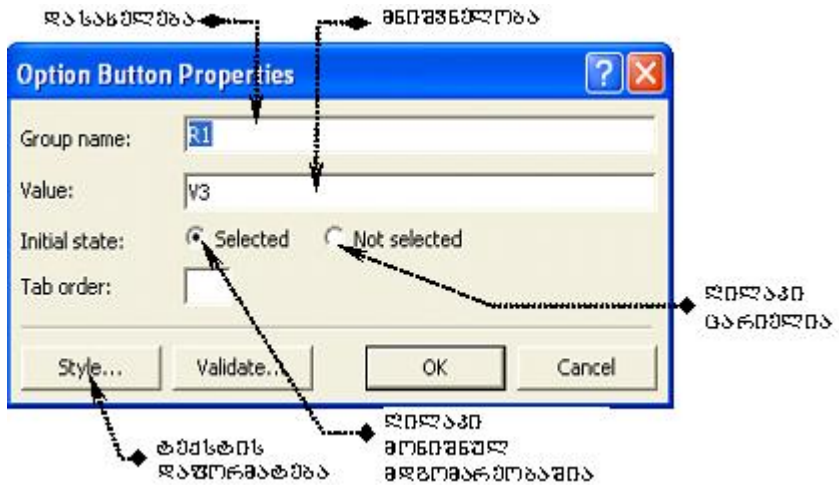 დასახელება
მნიშვნელობა
Option Button Properties
Group name:
R1
Value:
V3
Initial state:
Selected
Not selected
Tab order:
ღილაკი
ცარიელია
Style...
Validate...
OK
Cancel
ტექსტის
დაფორმატება
ღილაკი
მონიშნულ
მდგომარეობაშია